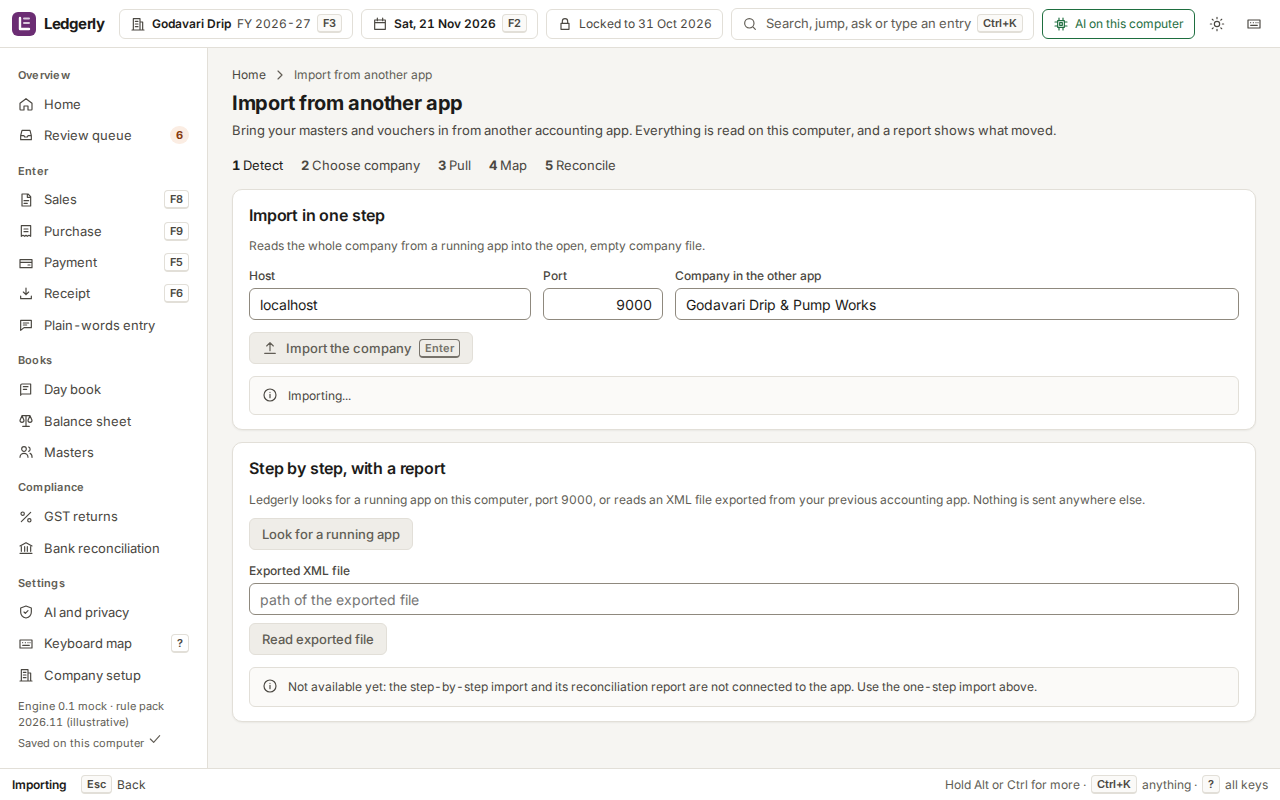 Ledgerly
Godavari Drip FY 2026-27 F3
Sat, 21 Nov 2026 F2
Locked to 31 Oct 2026
Search, jump, ask or type an entry Ctrl+K
AI on this computer
Overview
Home
Review queue 6
Enter
Sales F8
Purchase F9
Payment F5
Receipt F6
Plain-words entry
Books
Day book
Balance sheet
Masters
Compliance
GST returns
Bank reconciliation
Settings
AI and privacy
Keyboard map ?
Company setup
Engine 0.1 mock · rule pack
2026.11 (illustrative)
Saved on this computer
Home Import from another app
Import from another app
Bring your masters and vouchers in from another accounting app. Everything is read on this computer, and a report shows what moved.
1 Detect 2 Choose company 3 Pull 4 Map 5 Reconcile
Import in one step
Reads the whole company from a running app into the open, empty company file.
Host Port Company in the other app
localhost 9000 Godavari Drip & Pump Works
Import the company Enter
Importing...
Step by step, with a report
Ledgerly looks for a running app on this computer, port 9000, or reads an XML file exported from your previous accounting app. Nothing is sent anywhere else.
Look for a running app
Exported XML file
path of the exported file
Read exported file
Not available yet: the step-by-step import and its reconciliation report are not connected to the app. Use the one-step import above.
Importing Esc Back
Hold Alt or Ctrl for more · Ctrl+K anything · ? all keys